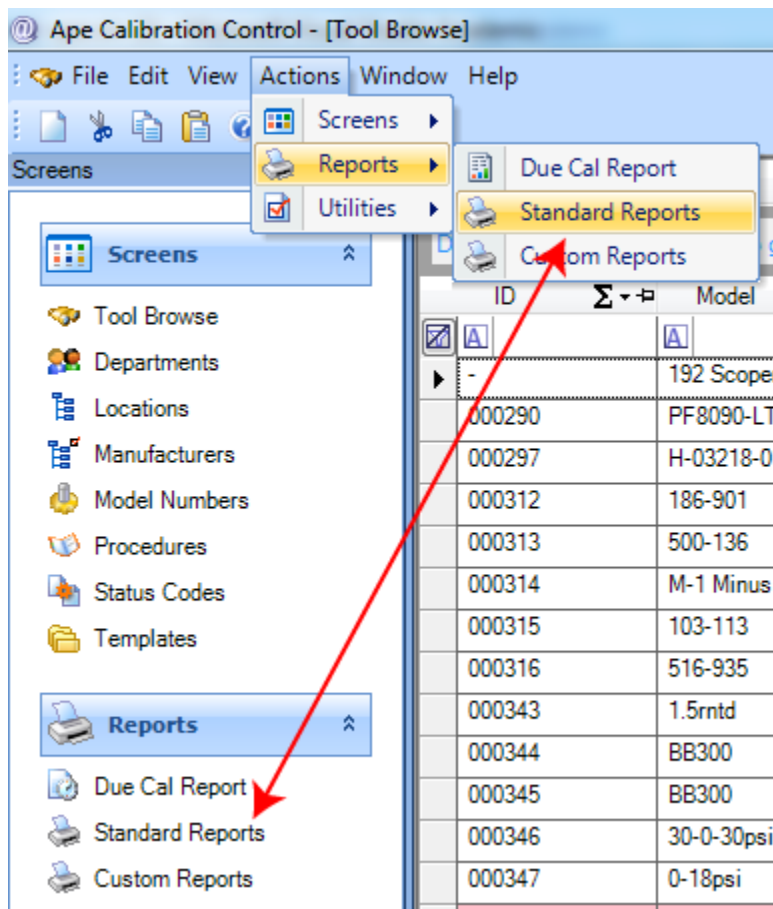 Ape Calibration Control - [Tool Browse]
File Edit View Actions Window Help
Screens
Reports
Utilities
Due Cal Report
Standard Reports
Custom Reports
Screens
Screens
Tool Browse
Departments
Locations
Manufacturers
Model Numbers
Procedures
Status Codes
Templates
Reports
Due Cal Report
Standard Reports
Custom Reports
ID Σ Model
A A
- 192 Scope
000290 PF8090-LT
000297 H-03218-0
000312 186-901
000313 500-136
000314 M-1 Minus
000315 103-113
000316 516-935
000343 1.5rntd
000344 BB300
000345 BB300
000346 30-0-30psi
000347 0-18psi